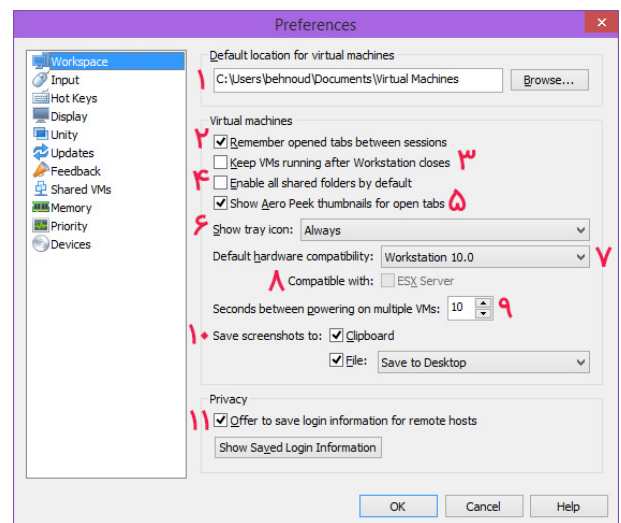 Preferences
Workspace
Input
Hot Keys
Display
Unity
Updates
Feedback
Shared VMs
Memory
Priority
Devices
Default location for virtual machines
۱ C:\Users\behnoud\Documents\Virtual Machines Browse...
Virtual machines
۲ Remember opened tabs between sessions
Keep VMs running after Workstation closes ۳
۴ Enable all shared folders by default
Show Aero Peek thumbnails for open tabs ۵
۶ Show tray icon: Always
Default hardware compatibility: Workstation 10.0 ۷
۸ Compatible with: ESX Server
Seconds between powering on multiple VMs: 10 ۹
۱۰ Save screenshots to: Clipboard
File: Save to Desktop
Privacy
۱۱ Offer to save login information for remote hosts
Show Saved Login Information
OK Cancel Help